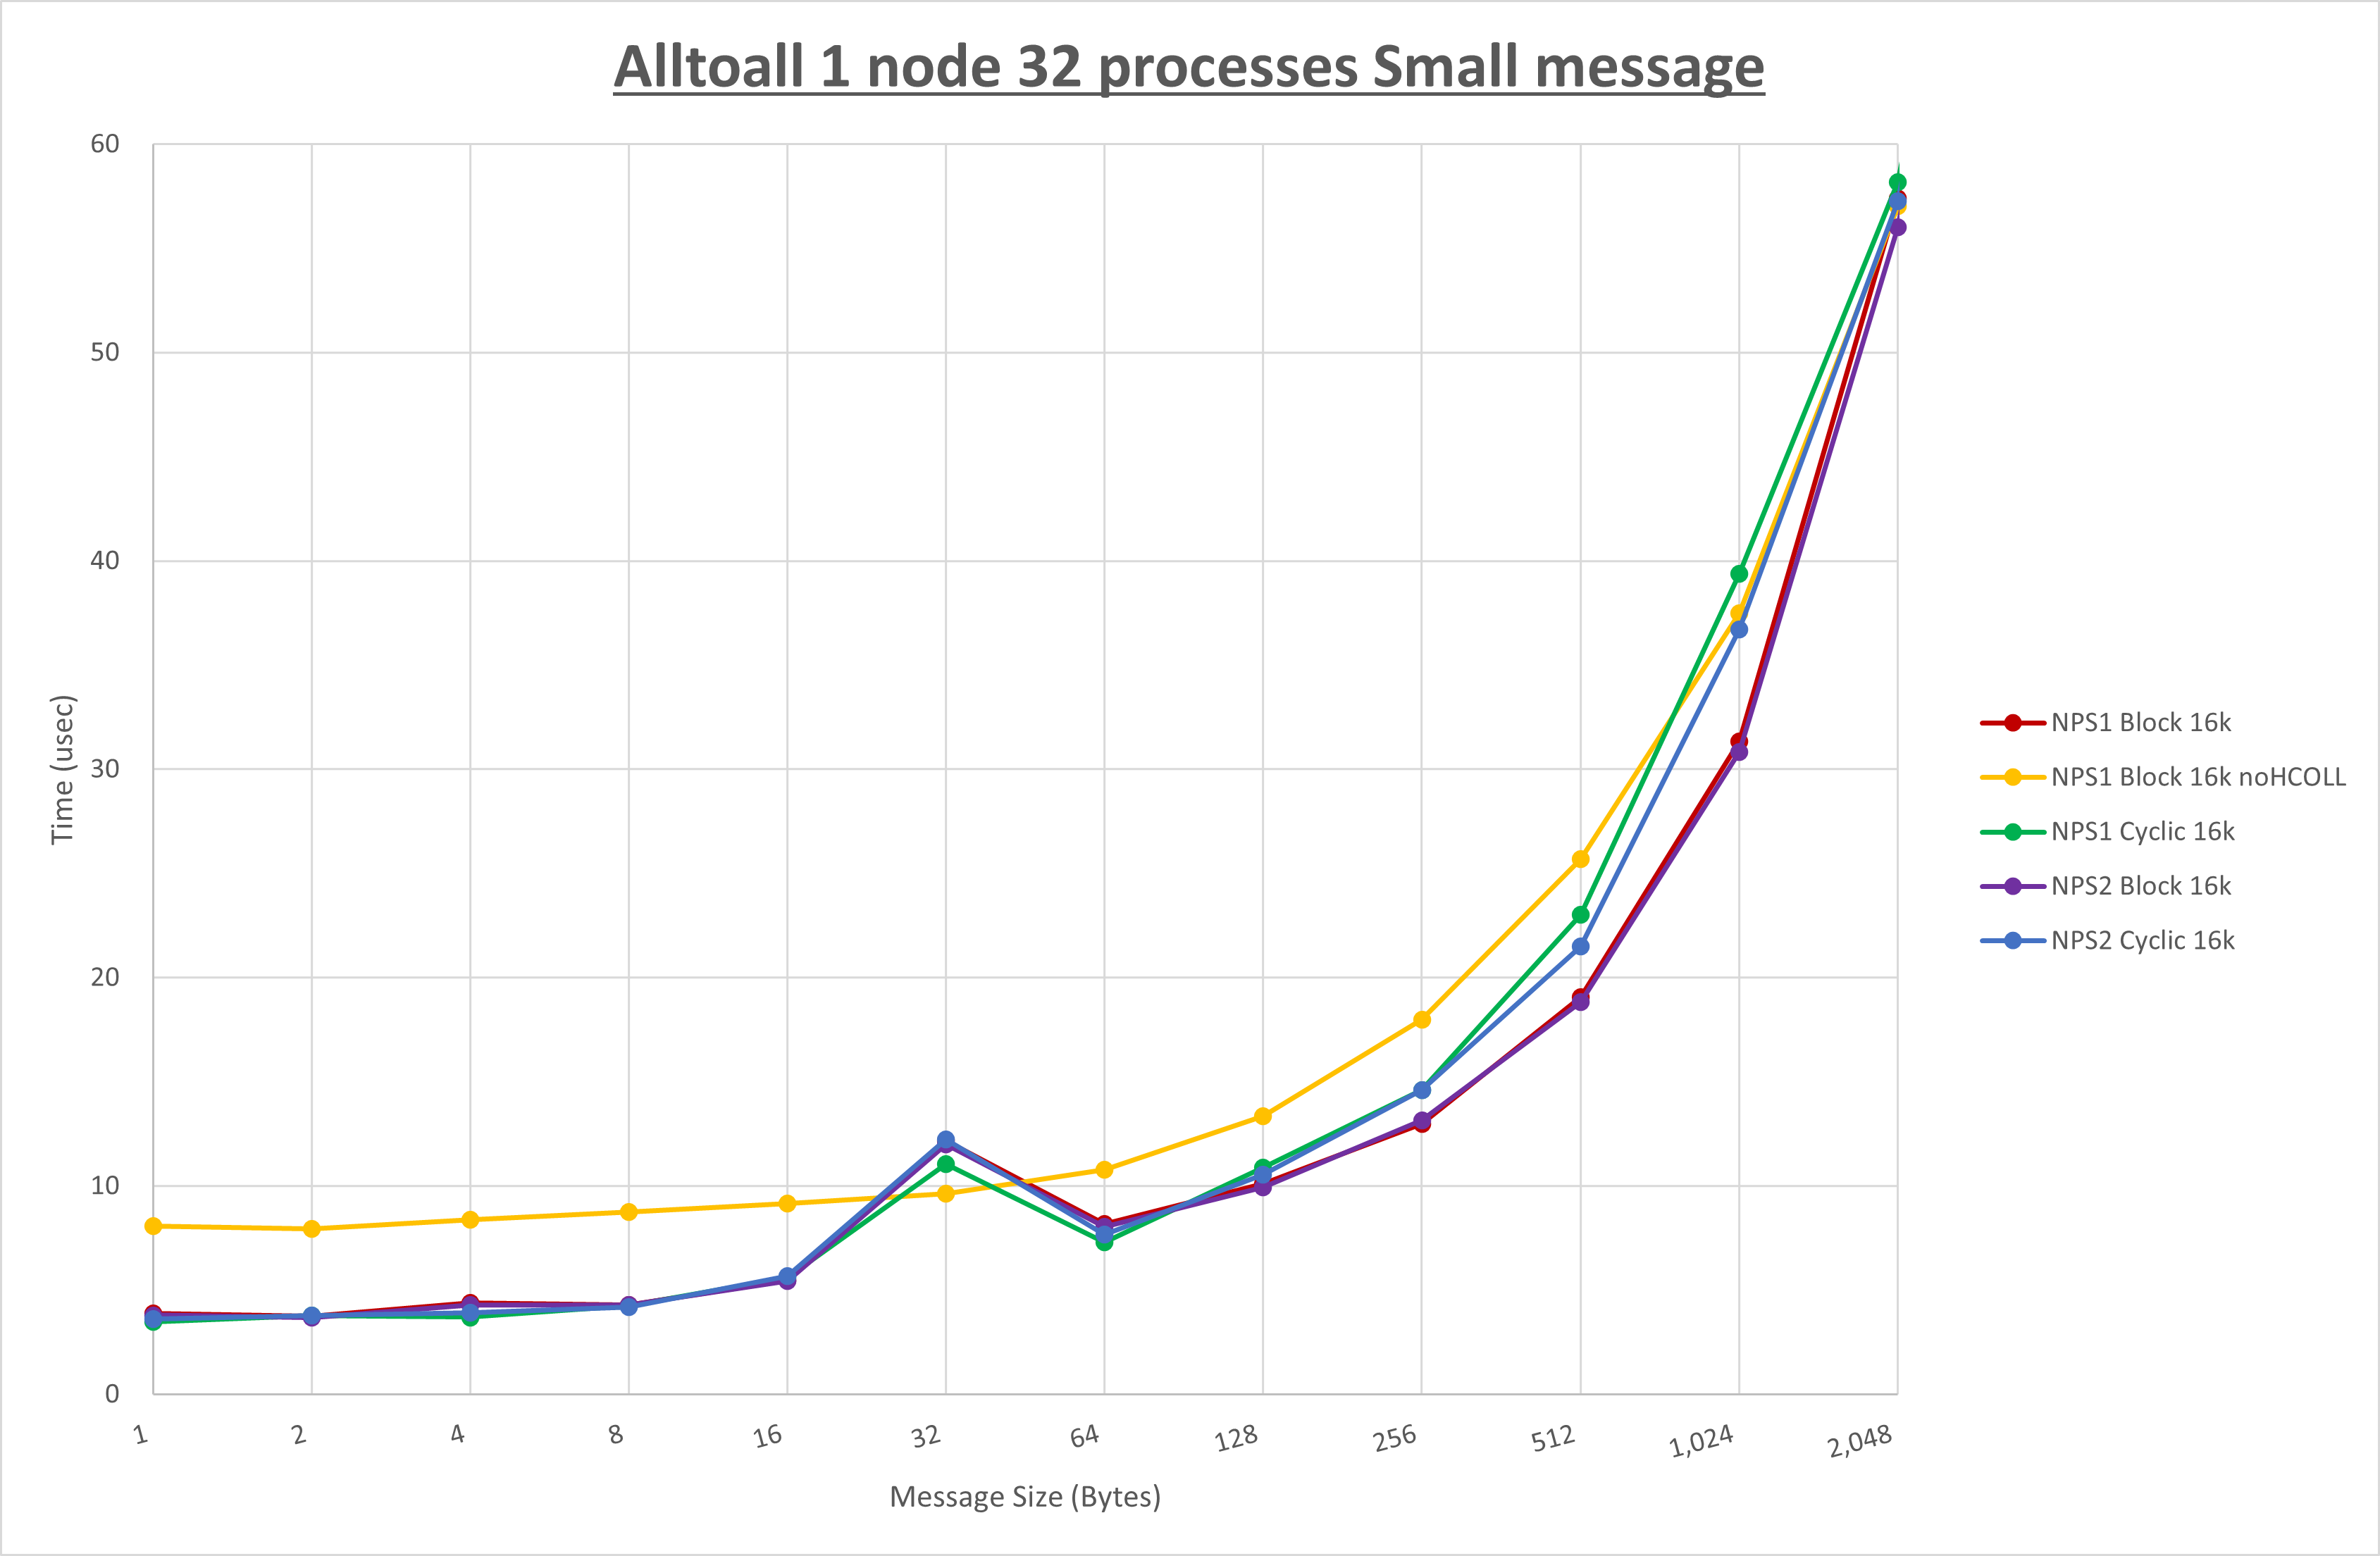 Alltoall 1 node 32 processes Small message
60
50
40
30
20
10
0
Time (usec)
1 2 4 8 16 32 64 128 256 512 1,024 2,048
Message Size (Bytes)
NPS1 Block 16k
NPS1 Block 16k noHCOLL
NPS1 Cyclic 16k
NPS2 Block 16k
NPS2 Cyclic 16k